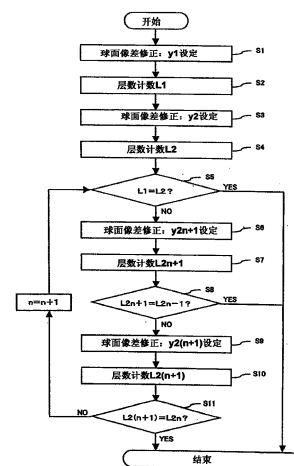 开始
球面像差修正：y1设定
S1
层数计数L1
S2
球面像差修正：y2设定
S3
层数计数L2
S4
S5
L1=L2?
YES
NO
球面像差修正：y2n+1设定
S6
层数计数L2n+1
S7
S8
L2n+1=L2n-1?
YES
n=n+1
NO
球面像差修正：y2(n+1)设定
S9
层数计数L2(n+1)
S10
S11
NO
L2(n+1)=L2n?
YES
结束